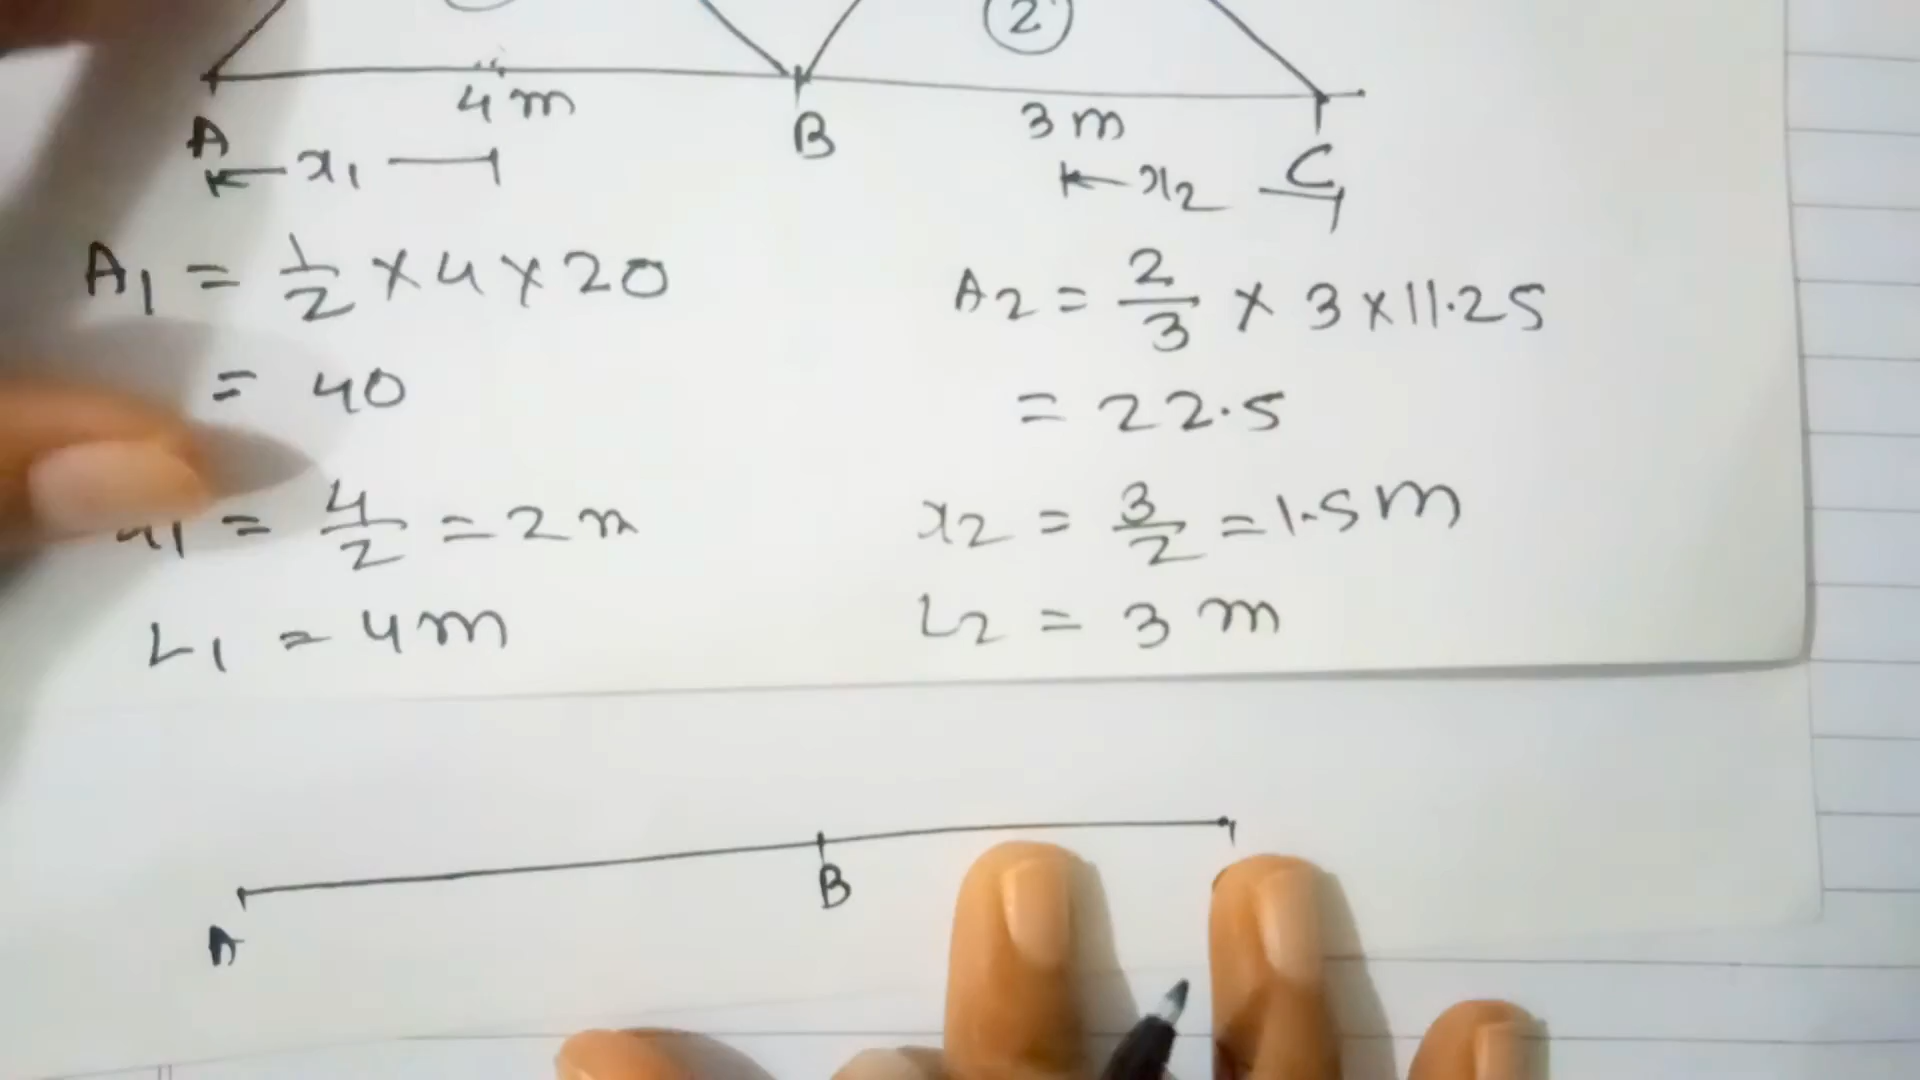 2
4 m
3 m
A
B
C
x1
x2
A1 = 1/2 × 4 × 20
= 40
A2 = 2/3 × 3 × 11.25
= 22.5
x1 = 4/2 = 2 m
L1 = 4 m
x2 = 3/2 = 1.5 m
L2 = 3 m
A
B